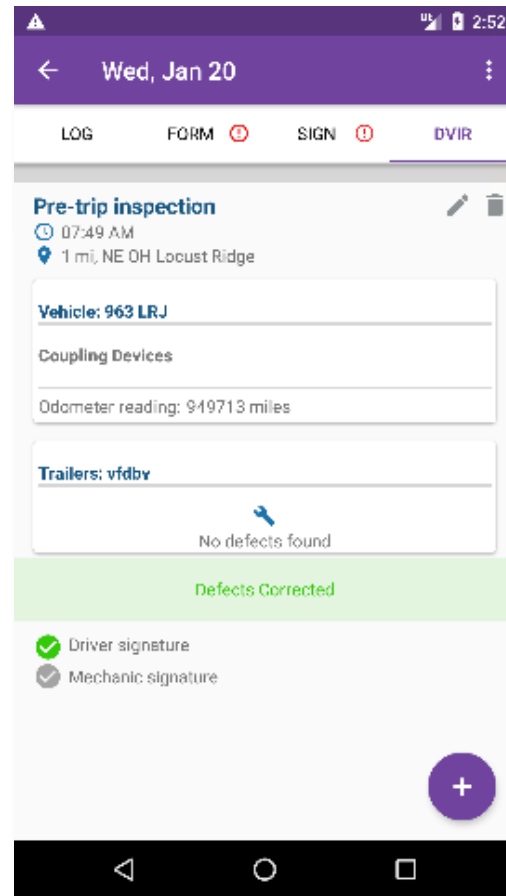 2:52
Wed, Jan 20
LOG FORM SIGN DVIR
Pre-trip inspection
07:49 AM
1 mi, NE OH Locust Ridge
Vehicle: 963 LRJ
Coupling Devices
Odometer reading: 949713 miles
Trailers: vfdbv
No defects found
Defects Corrected
Driver signature
Mechanic signature